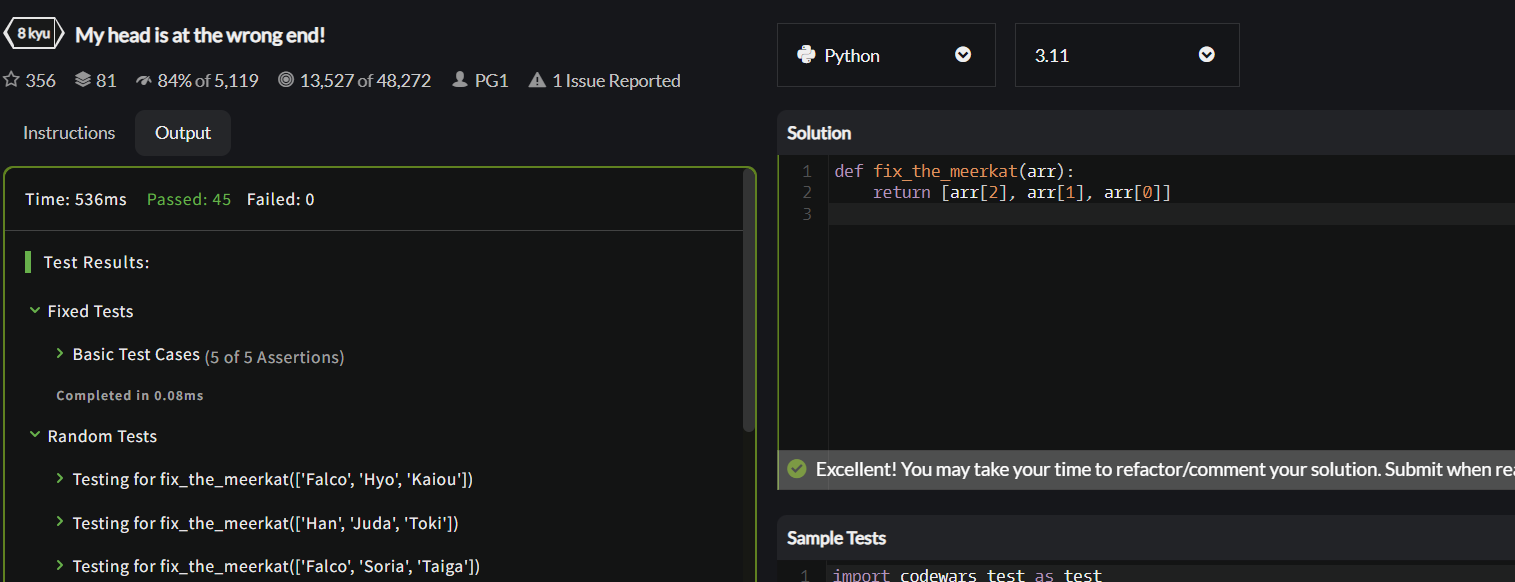 8 kyu My head is at the wrong end!
356 81 84% of 5,119 13,527 of 48,272 PG1 1 Issue Reported
Instructions Output
Time: 536ms Passed: 45 Failed: 0
Test Results:
Fixed Tests
Basic Test Cases (5 of 5 Assertions)
Completed in 0.08ms
Random Tests
Testing for fix_the_meerkat(['Falco', 'Hyo', 'Kaiou'])
Testing for fix_the_meerkat(['Han', 'Juda', 'Toki'])
Testing for fix_the_meerkat(['Falco', 'Soria', 'Taiga'])
Python 3.11
Solution
1 def fix_the_meerkat(arr):
2 return [arr[2], arr[1], arr[0]]
3
Excellent! You may take your time to refactor/comment your solution. Submit when rea
Sample Tests
1 import codewars_test as test